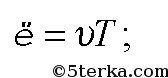 ё = υT;
©5terka.com